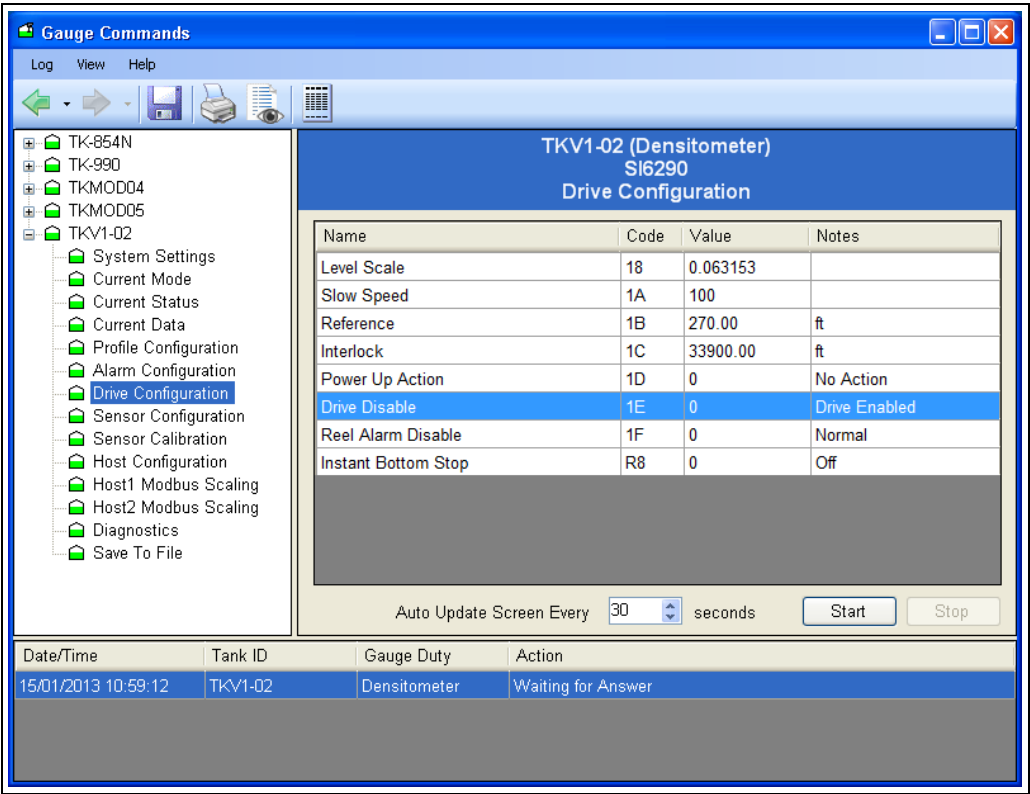 Gauge Commands
Log View Help
TK-854N
TK-990
TKMOD04
TKMOD05
TKV1-02
System Settings
Current Mode
Current Status
Current Data
Profile Configuration
Alarm Configuration
Drive Configuration
Sensor Configuration
Sensor Calibration
Host Configuration
Host1 Modbus Scaling
Host2 Modbus Scaling
Diagnostics
Save To File
TKV1-02 (Densitometer)
SI6290
Drive Configuration
Name Code Value Notes
Level Scale 18 0.063153
Slow Speed 1A 100
Reference 1B 270.00 ft
Interlock 1C 33900.00 ft
Power Up Action 1D 0 No Action
Drive Disable 1E 0 Drive Enabled
Reel Alarm Disable 1F 0 Normal
Instant Bottom Stop R8 0 Off
Auto Update Screen Every 30 seconds Start Stop
Date/Time Tank ID Gauge Duty Action
15/01/2013 10:59:12 TKV1-02 Densitometer Waiting for Answer